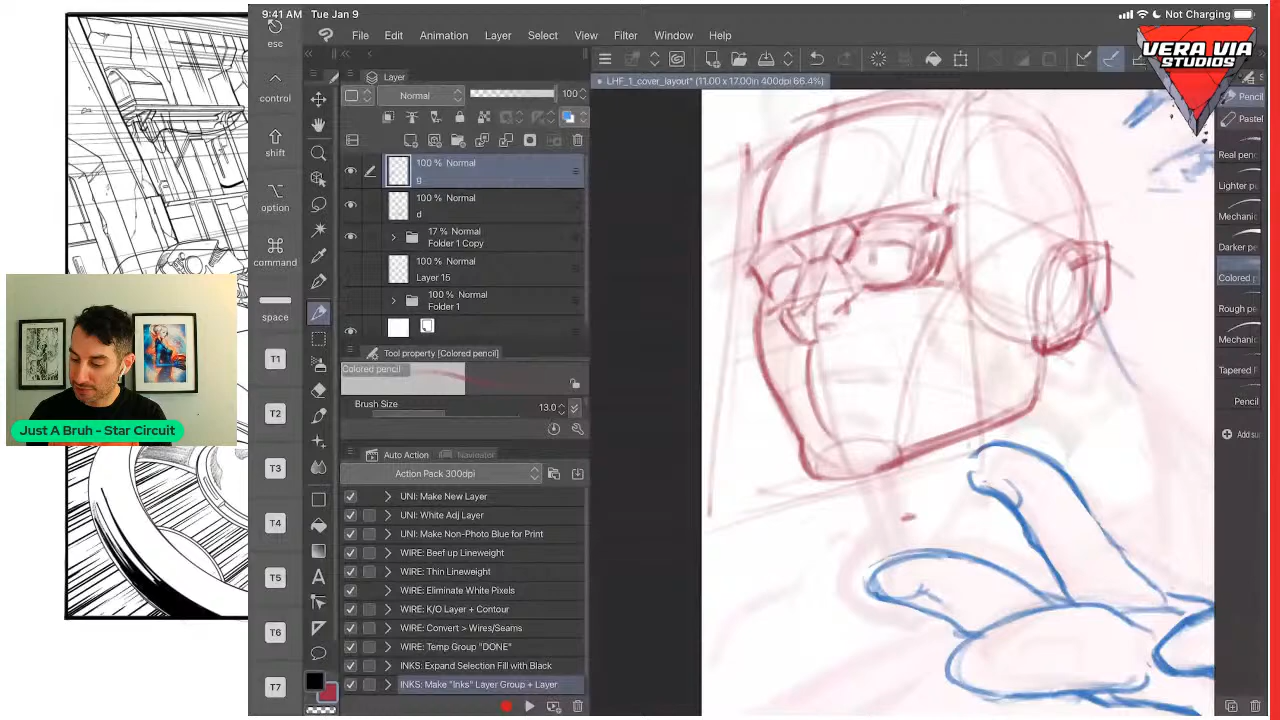 9:41 AM Tue Jan 9
Not Charging
esc
control
shift
option
command
space
T1
T2
T3
T4
T5
T6
T7
File Edit Animation Layer Select View Filter Window Help
LHF_1_cover_layout* (11.00 x 17.00in 400dpi 66.4%)
VERA VIA
STUDIOS
Layer
Normal
100
100 % Normal
g
100 % Normal
d
17 % Normal
Folder 1 Copy
100 % Normal
Layer 15
100 % Normal
Folder 1
Tool property [Colored pencil]
Colored pencil
Brush Size
13.0
Auto Action
Navigator
Action Pack 300dpi
UNI: Make New Layer
UNI: White Adj Layer
UNI: Make Non-Photo Blue for Print
WIRE: Beef up Lineweight
WIRE: Thin Lineweight
WIRE: Eliminate White Pixels
WIRE: K/O Layer + Contour
WIRE: Convert > Wires/Seams
WIRE: Temp Group "DONE"
INKS: Expand Selection Fill with Black
INKS: Make "Inks" Layer Group + Layer
Pencil
Pastel
Real penc
Lighter pe
Mechanic
Darker pe
Colored p
Rough pe
Mechanic
Tapered P
Pencil
Add su
Just A Bruh - Star Circuit